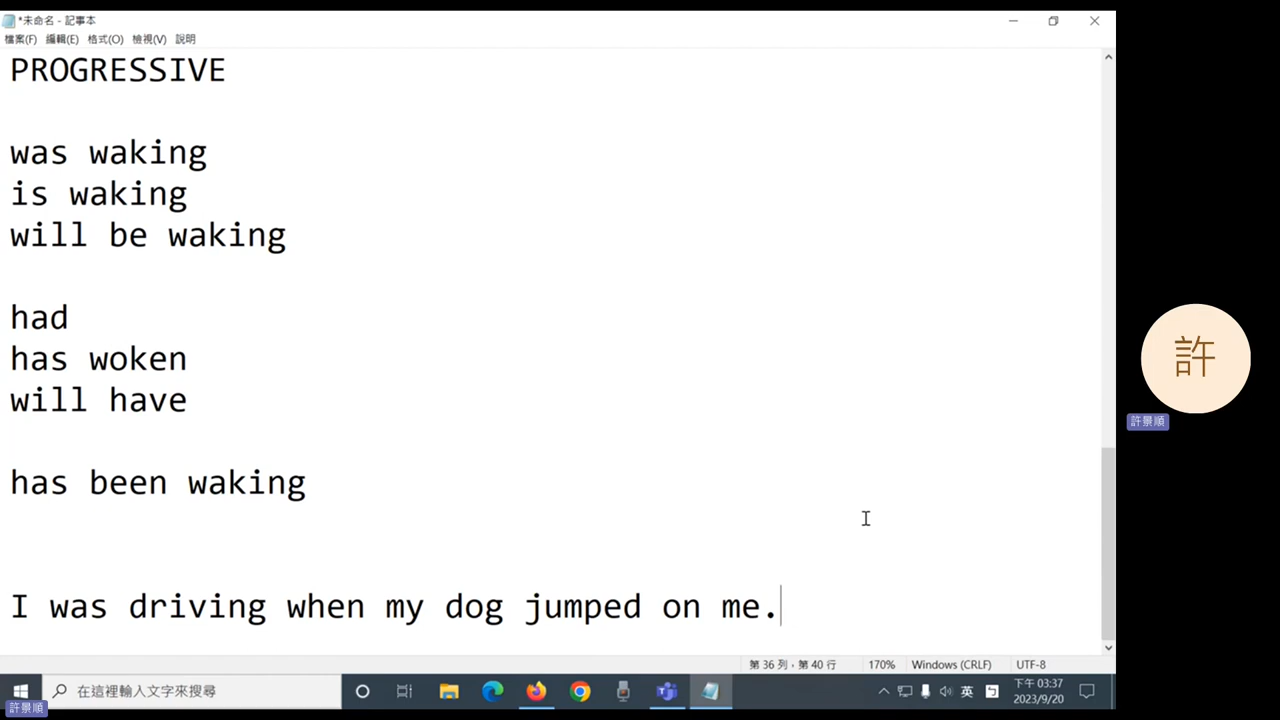 *未命名 - 記事本
檔案(F) 編輯(E) 格式(O) 檢視(V) 說明
PROGRESSIVE
was waking
is waking
will be waking
had
has woken
will have
has been waking
I was driving when my dog jumped on me.
許
許景順
第 36 列，第 40 行 170% Windows (CRLF) UTF-8
在這裡輸入文字來搜尋
英
下午 03:37
2023/9/20
許景順